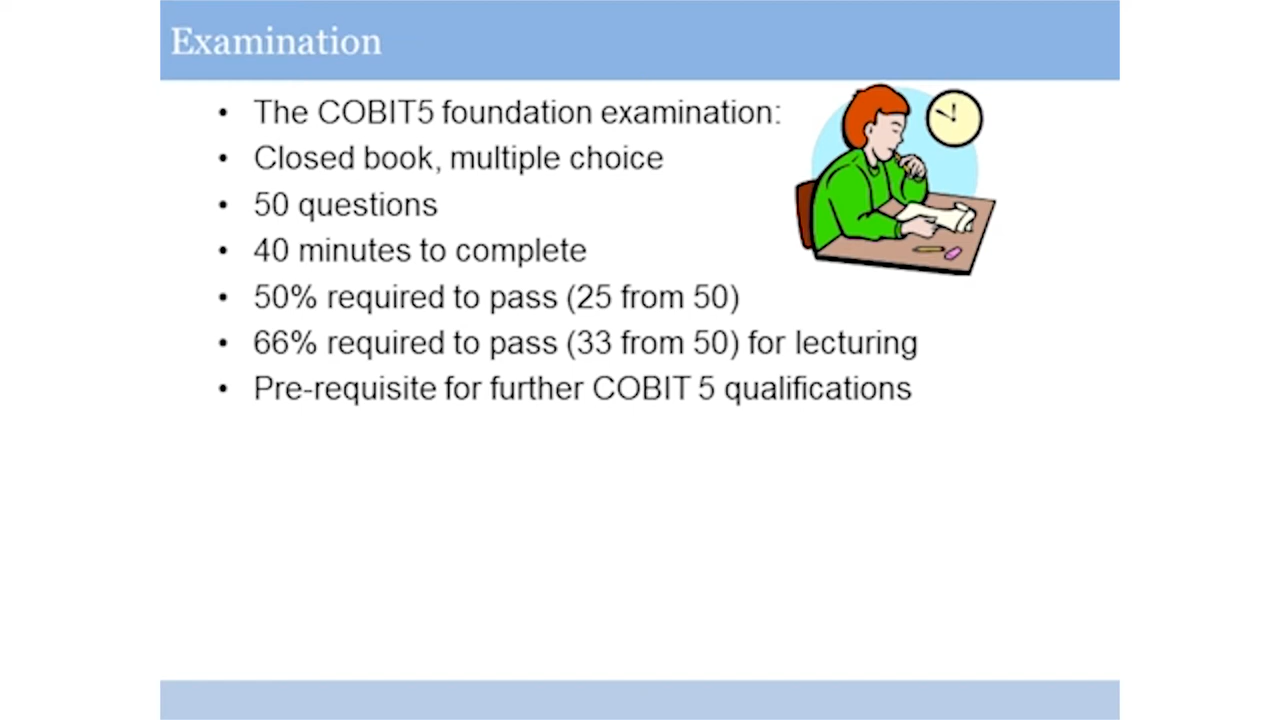 Examination
• The COBIT5 foundation examination:
• Closed book, multiple choice
• 50 questions
• 40 minutes to complete
• 50% required to pass (25 from 50)
• 66% required to pass (33 from 50) for lecturing
• Pre-requisite for further COBIT 5 qualifications